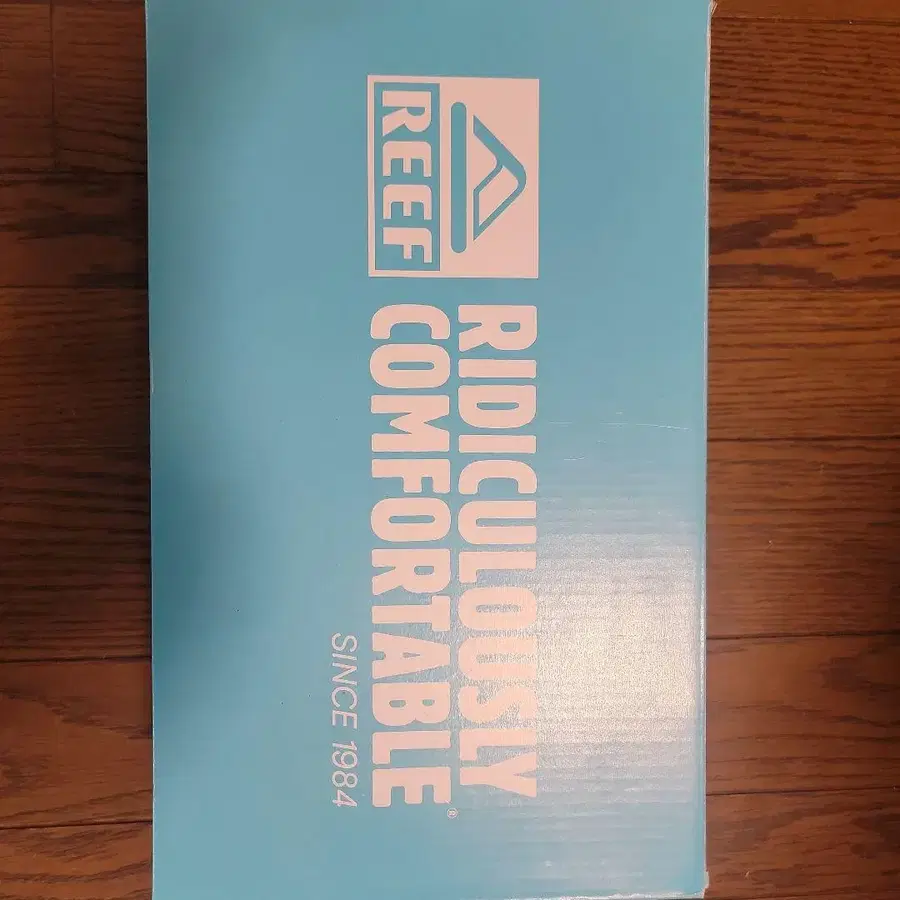 REEF
RIDICULOUSLY
COMFORTABLE®
SINCE 1984